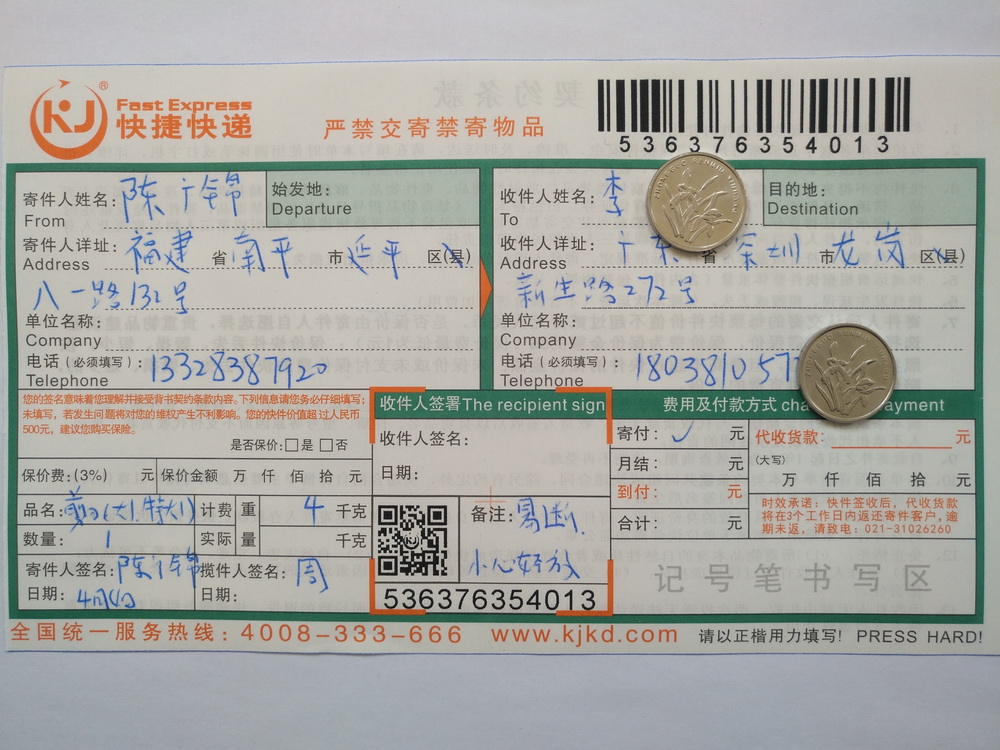 KJ®
Fast Express
快捷快递
严禁交寄禁寄物品
536376354013
寄件人姓名: 陈广锦
From
始发地:
Departure
收件人姓名: 李
To
目的地:
Destination
寄件人详址: 福建 省 南平 市 延平 区(县)
Address
八一路132号
收件人详址: 广东 省 深圳 市 龙岗 区(县)
Address
新生路272号
单位名称:
Company
单位名称:
Company
电话(必须填写): 13328387920
Telephone
电话(必须填写): 1803810577
Telephone
您的签名意味着您理解并接受背书契约条款内容。下列信息请您务必仔细填写;
未填写,若发生问题将对您的维权产生不利影响。您的快件价值超过人民币
500元,建议您购买保险。
是否保价: □是 □否
保价费:(3%) 元 保价金额 万 仟 佰 拾 元
品名: 剪刀(大1.特大1) 计费 重 4 千克
数量: 1 实际 量 千克
寄件人签名: 陈广锦 揽件人签名: 周
日期: 日期:
收件人签署The recipient sign
收件人签名:
日期:
备注: 易断.
小心轻放
536376354013
费用及付款方式 cha ayment
寄付: ✓ 元
月结: 元
到付: 元
合计: 元
代收货款: 元
(大写)
万 仟 佰 拾 元
时效承诺: 快件签收后, 代收货款
将在3个工作日内返还寄件客户,逾
期未返, 请致电: 021-31026260
记号笔书写区
全国统一服务热线: 4008-333-666 www.kjkd.com 请以正楷用力填写! PRESS HARD!